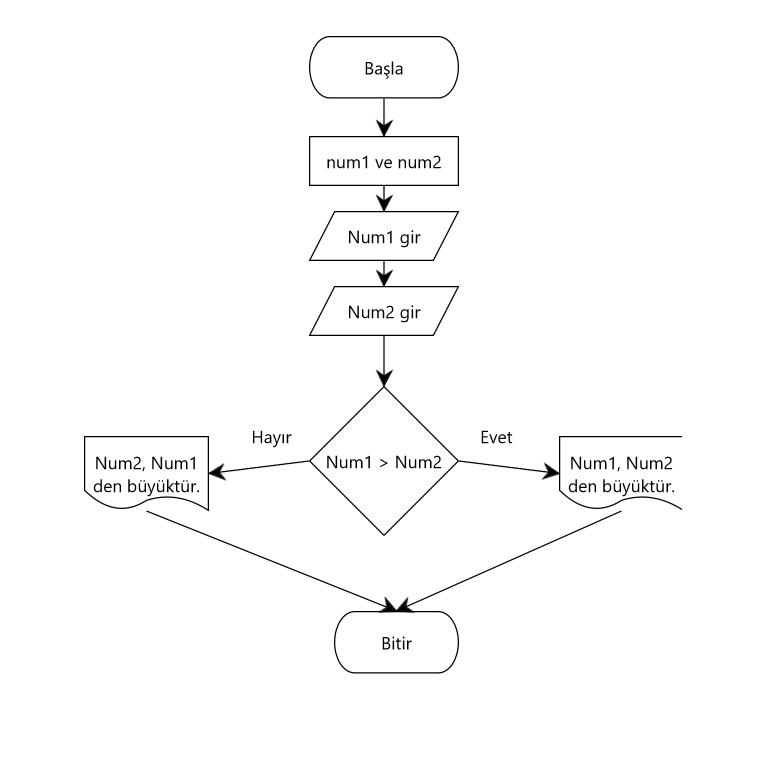 Başla
num1 ve num2
Num1 gir
Num2 gir
Hayır
Evet
Num1 > Num2
Num2, Num1
den büyüktür.
Num1, Num2
den büyüktür.
Bitir